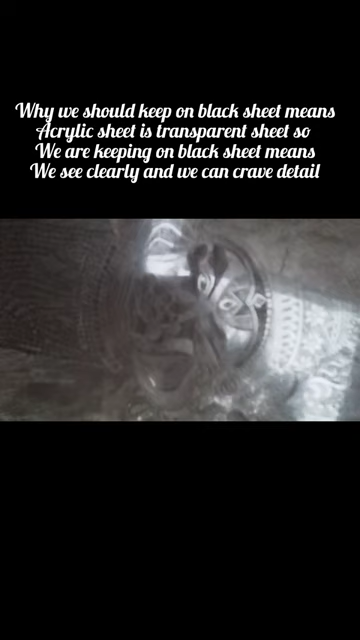 Why we should keep on black sheet means
Acrylic sheet is transparent sheet so
We are keeping on black sheet means
We see clearly and we can crave detail